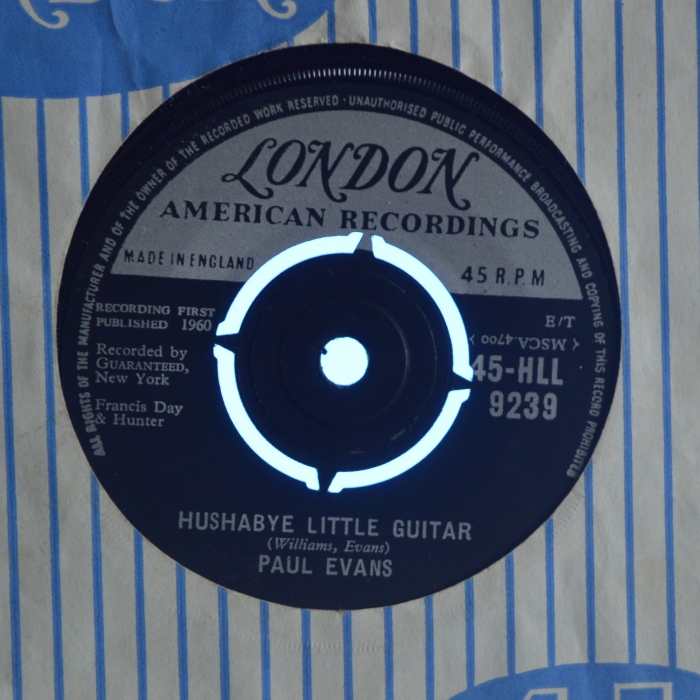 ALL RIGHTS OF THE MANUFACTURER AND OF THE OWNER OF THE RECORDED WORK RESERVED · UNAUTHORISED PUBLIC PERFORMANCE BROADCASTING AND COPYING OF THIS RECORD PROHIBITED
LONDON
AMERICAN RECORDINGS
MADE IN ENGLAND
45 R.P.M
RECORDING FIRST
PUBLISHED 1960
Recorded by
GUARANTEED,
New York
Francis Day
& Hunter
E/T
MSCA.4700
45-HLL
9239
HUSHABYE LITTLE GUITAR
(Williams, Evans)
PAUL EVANS